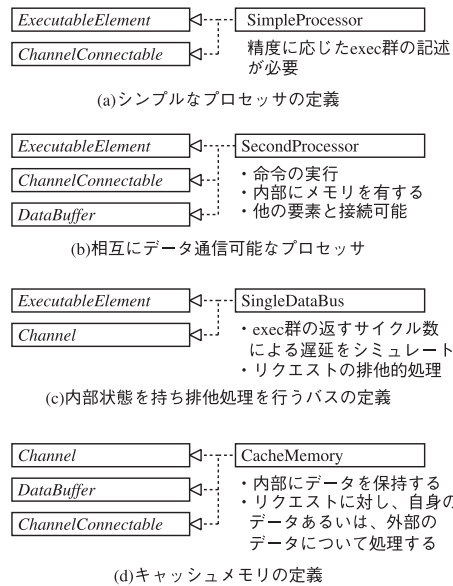 ExecutableElement
SimpleProcessor
ChannelConnectable
精度に応じたexec群の記述
が必要
(a)シンプルなプロセッサの定義
ExecutableElement
SecondProcessor
ChannelConnectable
DataBuffer
・命令の実行
・内部にメモリを有する
・他の要素と接続可能
(b)相互にデータ通信可能なプロセッサ
ExecutableElement
SingleDataBus
Channel
・exec群の返すサイクル数
による遅延をシミュレート
・リクエストの排他的処理
(c)内部状態を持ち排他処理を行うバスの定義
Channel
CacheMemory
DataBuffer
ChannelConnectable
・内部にデータを保持する
・リクエストに対し、自身の
データあるいは、外部の
データについて処理する
(d)キャッシュメモリの定義